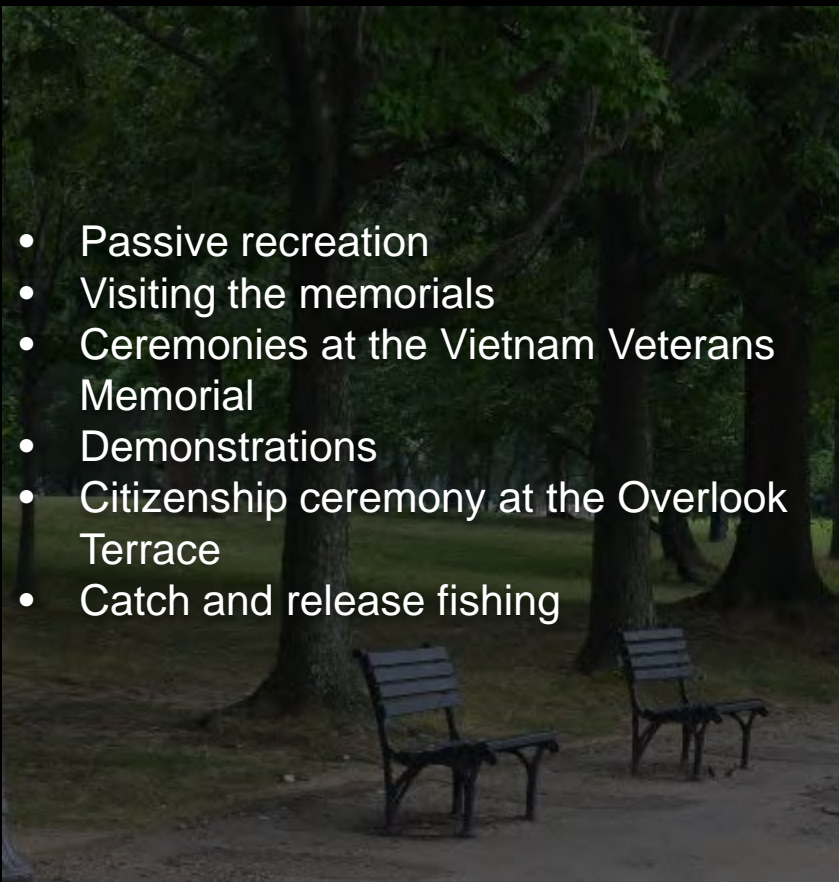 • Passive recreation
• Visiting the memorials
• Ceremonies at the Vietnam Veterans
Memorial
• Demonstrations
• Citizenship ceremony at the Overlook
Terrace
• Catch and release fishing